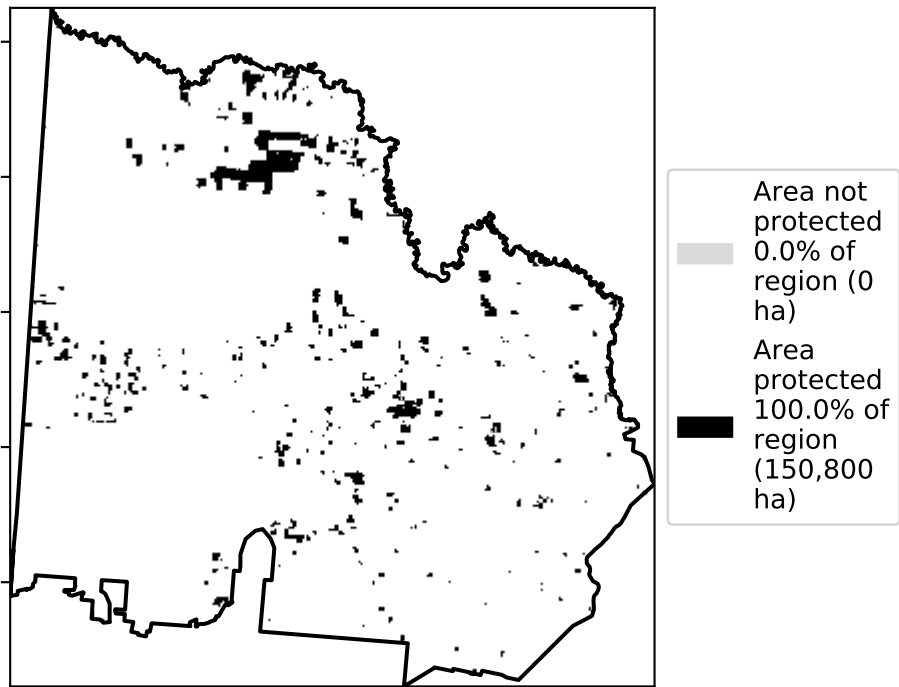 Area not
protected
0.0% of
region (0
ha)
Area
protected
100.0% of
region
(150,800
ha)